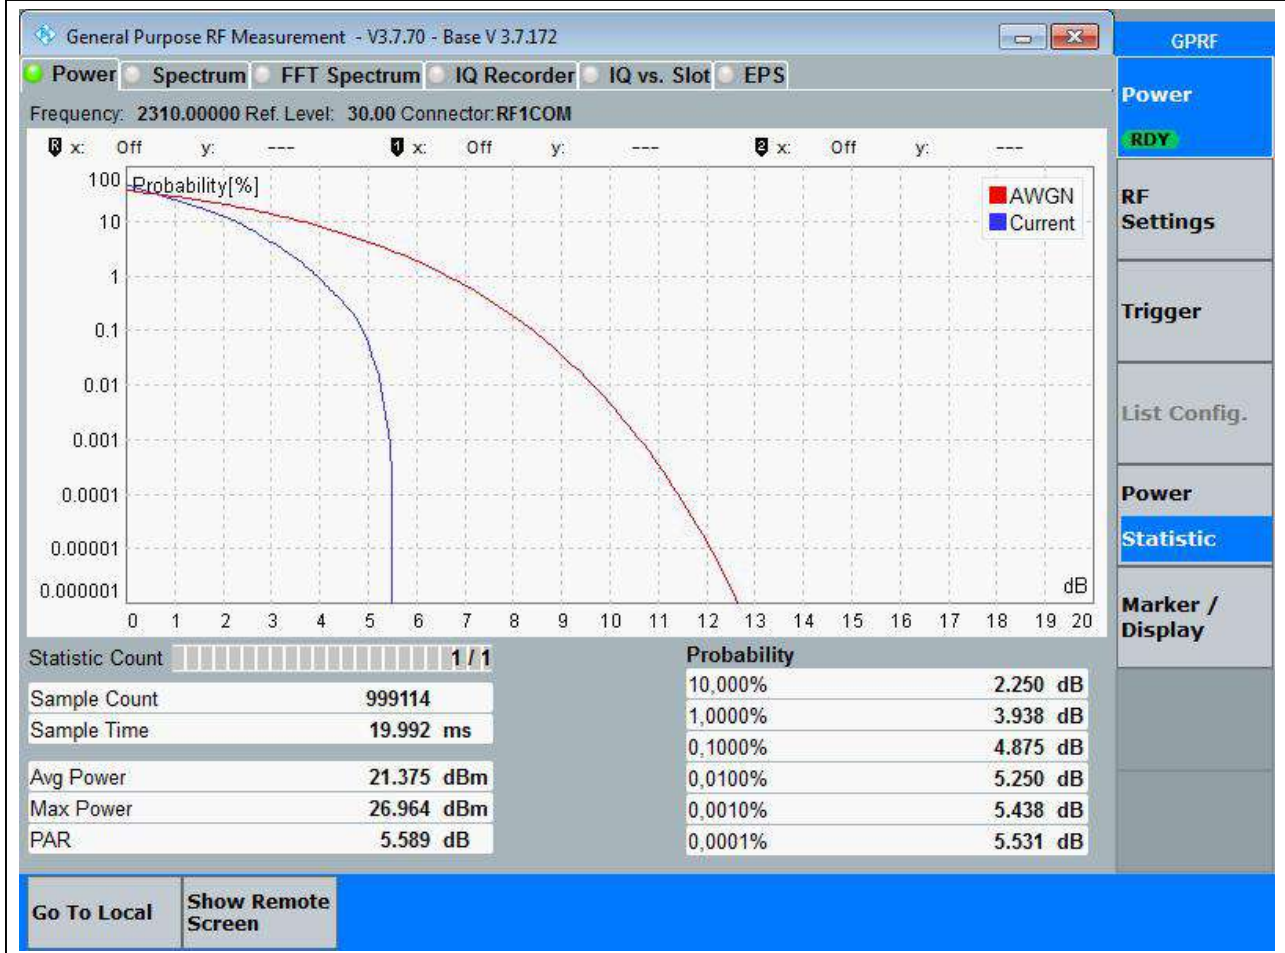 General Purpose RF Measurement - V3.7.70 - Base V 3.7.172
GPRF
Power Spectrum FFT Spectrum IQ Recorder IQ vs. Slot EPS
Frequency: 2310.00000 Ref. Level: 30.00 Connector:RF1COM
Power
RDY
R x: Off y: --- 1 x: Off y: --- 2 x: Off y: ---
100 Probability[%]
AWGN
Current
10
1
0.1
0.01
0.001
0.0001
0.00001
0.000001
dB
0 1 2 3 4 5 6 7 8 9 10 11 12 13 14 15 16 17 18 19 20
RF
Settings
Trigger
List Config.
Power
Statistic
Marker /
Display
Statistic Count 1 / 1
Sample Count 999114
Sample Time 19.992 ms
Avg Power 21.375 dBm
Max Power 26.964 dBm
PAR 5.589 dB
Probability
10,000% 2.250 dB
1,0000% 3.938 dB
0,1000% 4.875 dB
0,0100% 5.250 dB
0,0010% 5.438 dB
0,0001% 5.531 dB
Go To Local
Show Remote
Screen